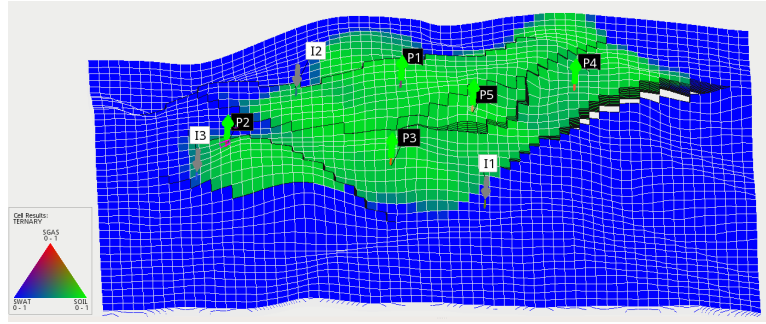 I2
P1
P4
P5
P2
I3
P3
I1
Cell Results:
TERNARY
SGAS
0 - 1
SWAT SOIL
0 - 1 0 - 1